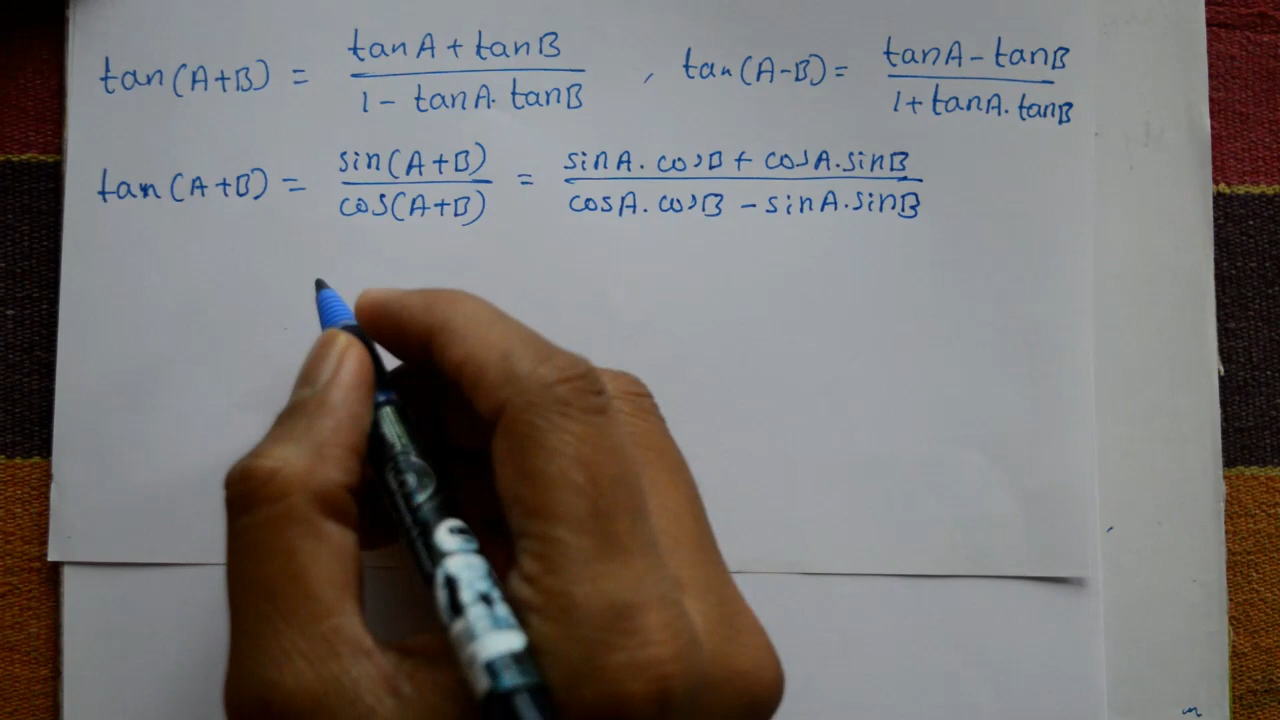 tan(A+B) = (tanA + tanB)/(1 - tanA. tanB) , tan(A-B) = (tanA - tanB)/(1 + tanA. tanB)
tan(A+B) = sin(A+B)/cos(A+B) = (sinA. cosB + cosA. sinB)/(cosA. cosB - sinA. sinB)